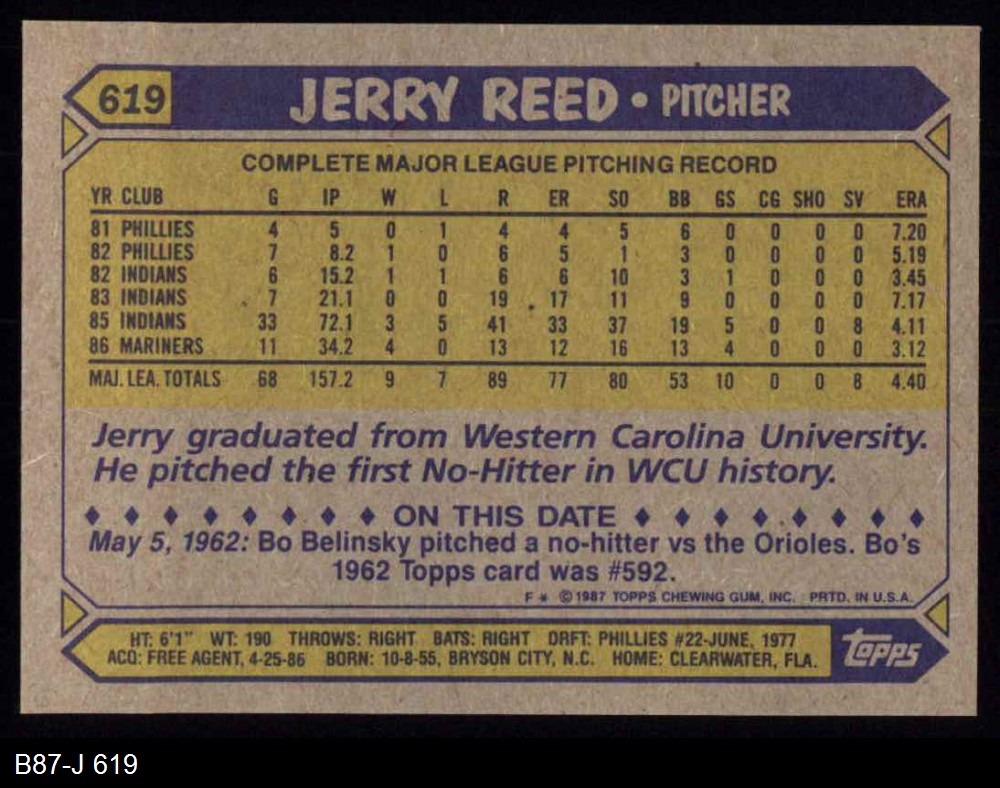 619 JERRY REED • PITCHER
COMPLETE MAJOR LEAGUE PITCHING RECORD
YR CLUB G IP W L R ER SO BB GS CG SHO SV ERA
81 PHILLIES 4 5 0 1 4 4 5 6 0 0 0 0 7.20
82 PHILLIES 7 8.2 1 0 6 5 1 3 0 0 0 0 5.19
82 INDIANS 6 15.2 1 1 6 6 10 3 1 0 0 0 3.45
83 INDIANS 7 21.1 0 0 19 17 11 9 0 0 0 0 7.17
85 INDIANS 33 72.1 3 5 41 33 37 19 5 0 0 8 4.11
86 MARINERS 11 34.2 4 0 13 12 16 13 4 0 0 0 3.12
MAJ. LEA. TOTALS 68 157.2 9 7 89 77 80 53 10 0 0 8 4.40
Jerry graduated from Western Carolina University.
He pitched the first No-Hitter in WCU history.
ON THIS DATE
May 5, 1962: Bo Belinsky pitched a no-hitter vs the Orioles. Bo's
1962 Topps card was #592.
F * © 1987 TOPPS CHEWING GUM, INC. PRTD. IN U.S.A.
HT: 6'1" WT: 190 THROWS: RIGHT BATS: RIGHT DRFT: PHILLIES #22-JUNE, 1977
ACQ: FREE AGENT, 4-25-86 BORN: 10-8-55, BRYSON CITY, N.C. HOME: CLEARWATER, FLA.
topps
B87-J 619